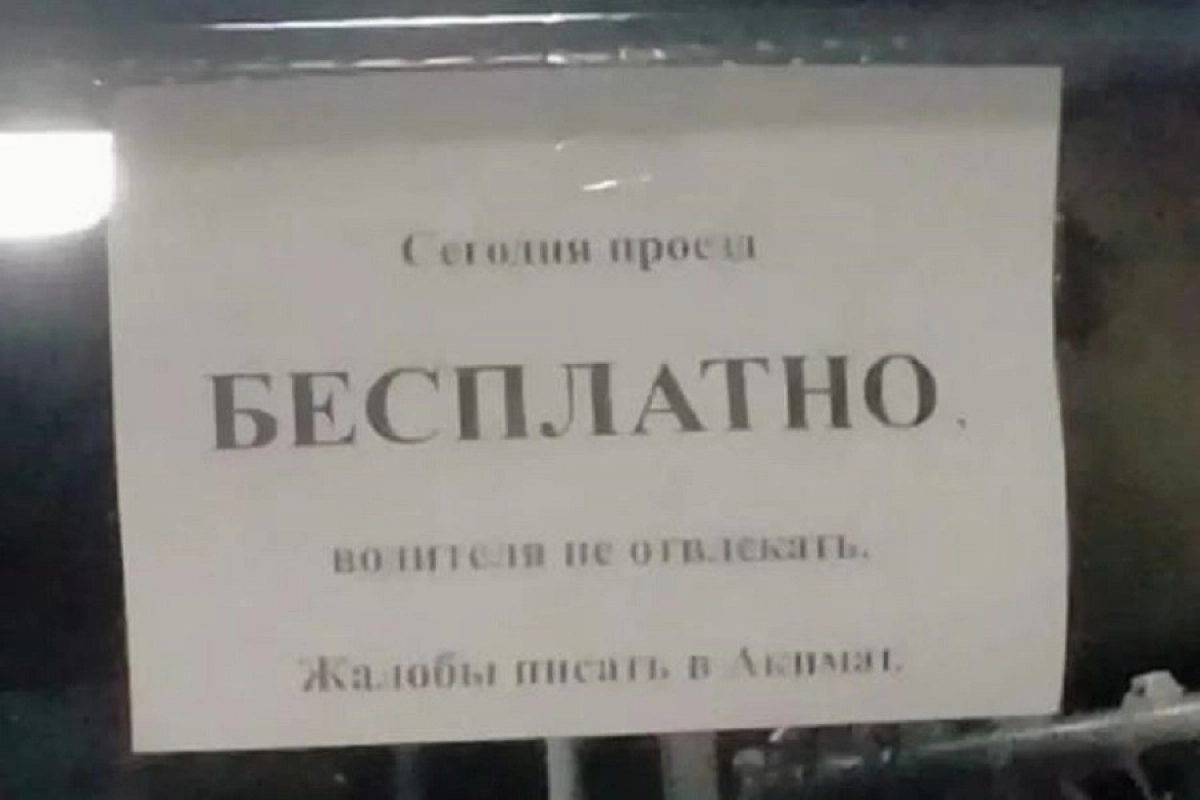 Сегодня проезд
БЕСПЛАТНО,
водителя не отвлекать.
Жалобы писать в Акимат.